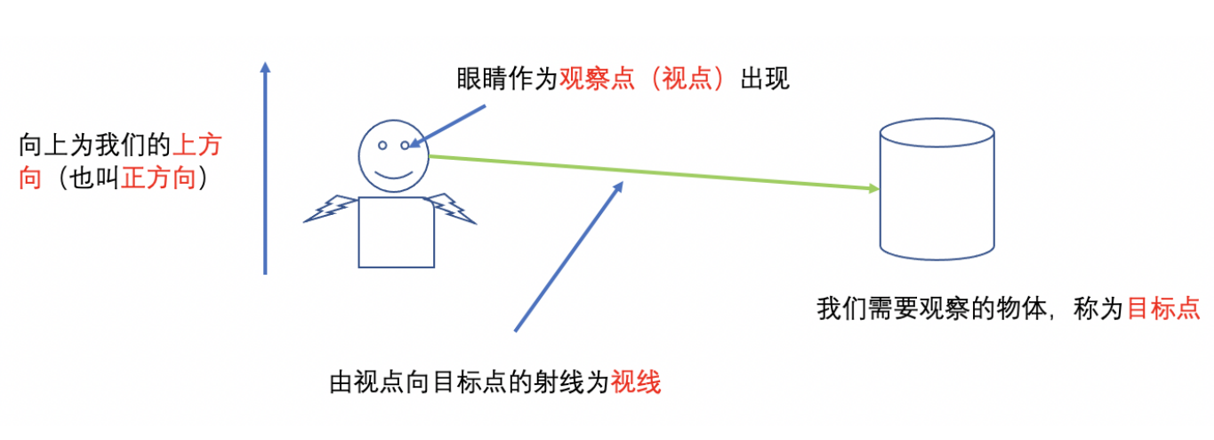 眼睛作为观察点（视点）出现
向上为我们的上方
向（也叫正方向）
我们需要观察的物体，称为目标点
由视点向目标点的射线为视线